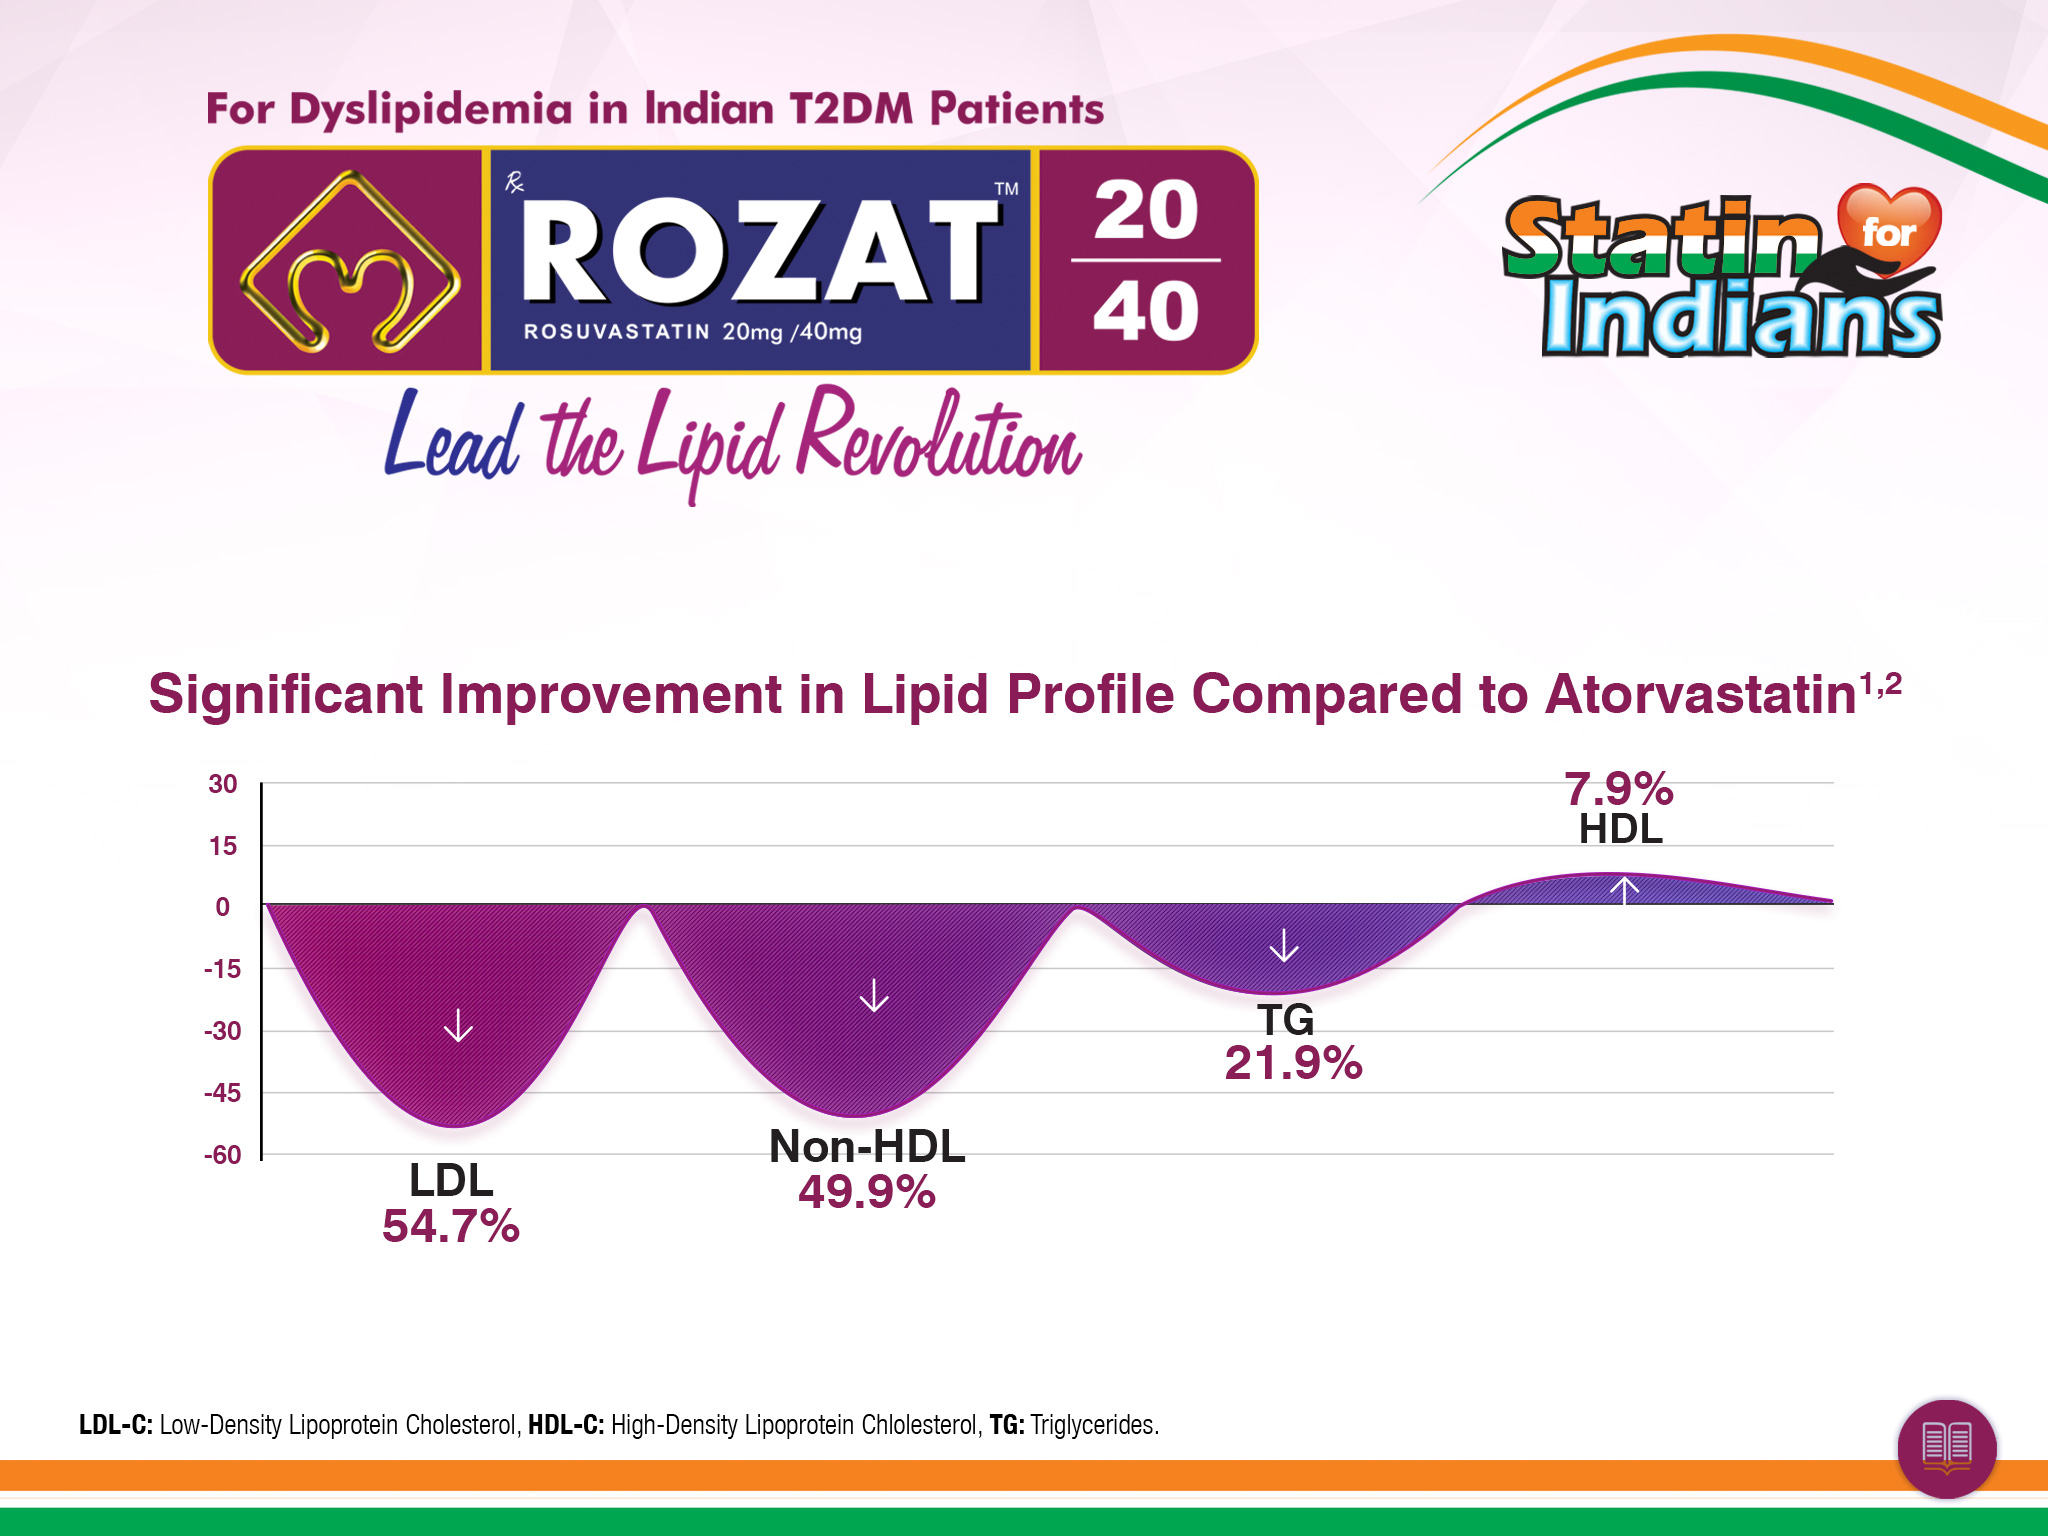 For Dyslipidemia in Indian T2DM Patients
Rx
ROZAT™
ROSUVASTATIN 20mg /40mg
20
40
Lead the Lipid Revolution
Statin for
Indians
Significant Improvement in Lipid Profile Compared to Atorvastatin1,2
30
15
0
-15
-30
-45
-60
LDL
54.7%
Non-HDL
49.9%
TG
21.9%
7.9%
HDL
LDL-C: Low-Density Lipoprotein Cholesterol, HDL-C: High-Density Lipoprotein Chlolesterol, TG: Triglycerides.